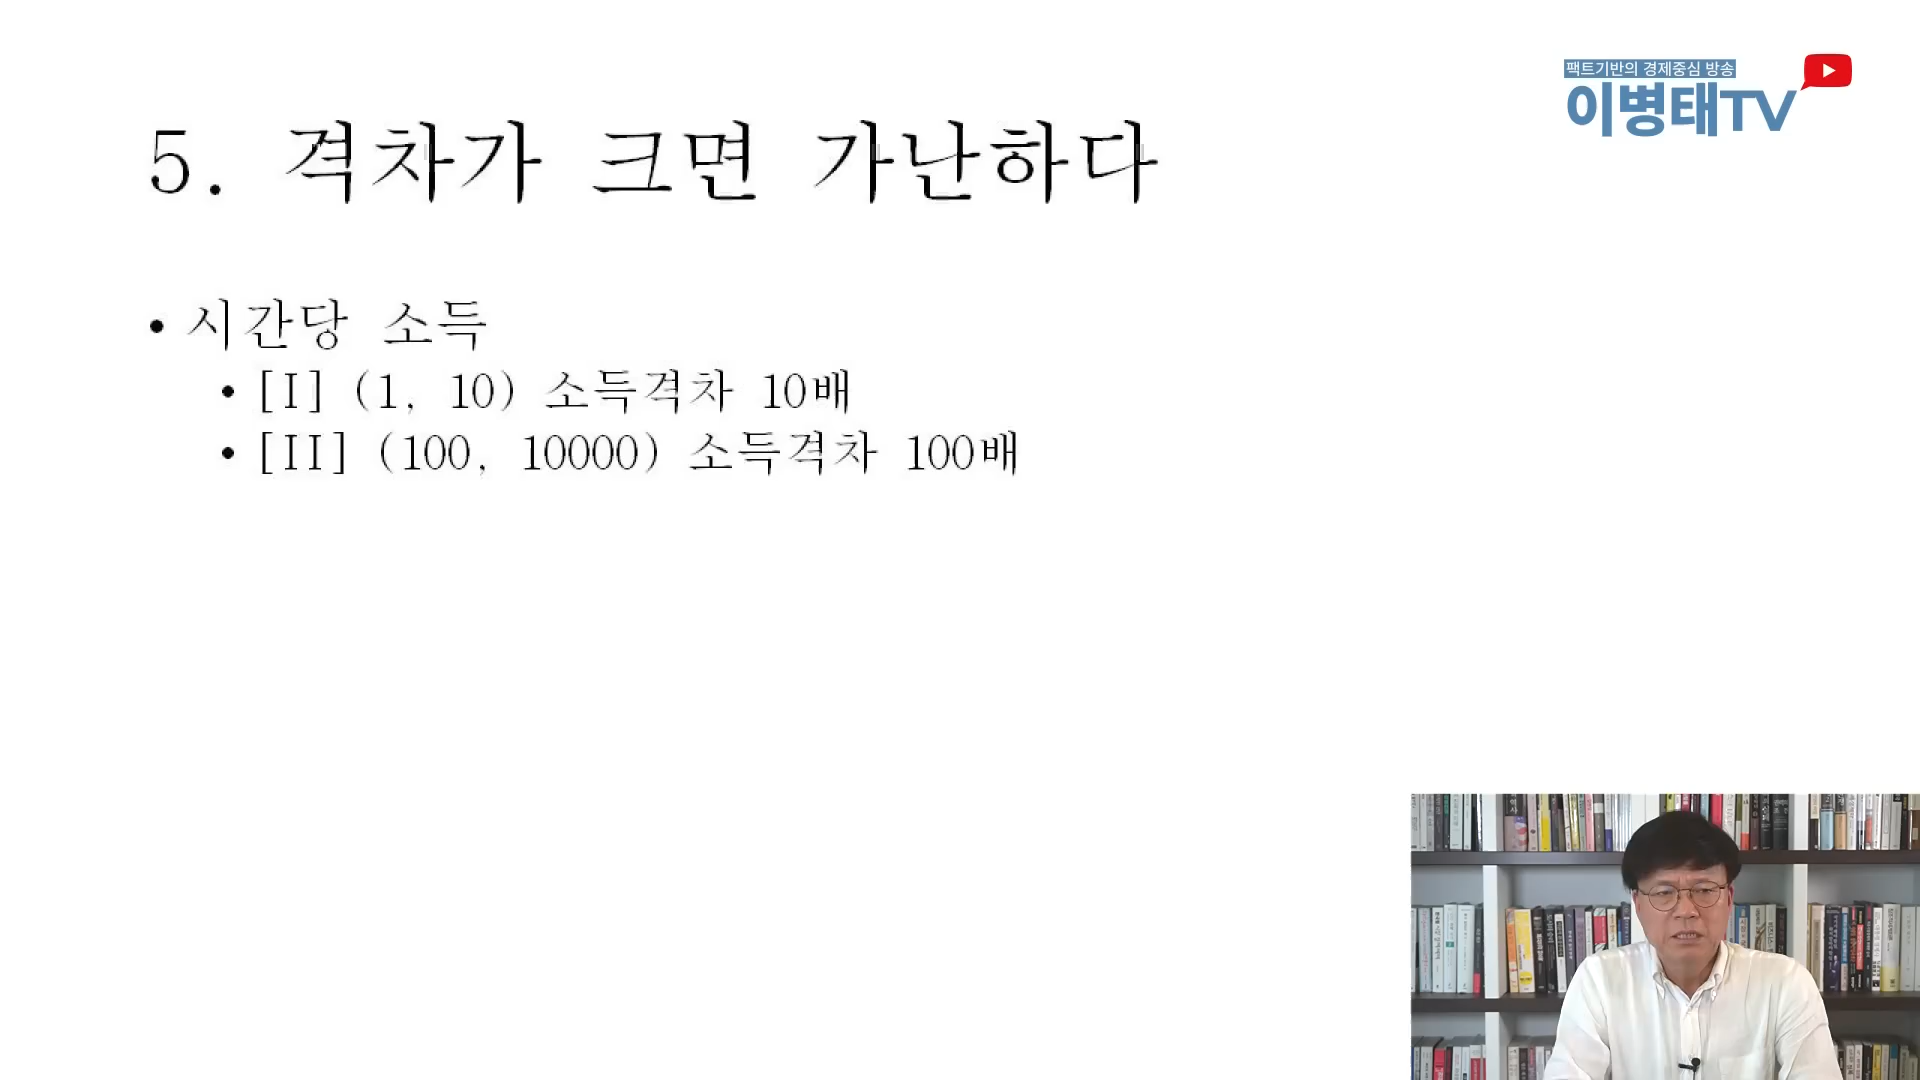 팩트기반의 경제중심 방송
이병태TV
5. 격차가 크면 가난하다
• 시간당 소득
• [I] (1, 10) 소득격차 10배
• [II] (100, 10000) 소득격차 100배